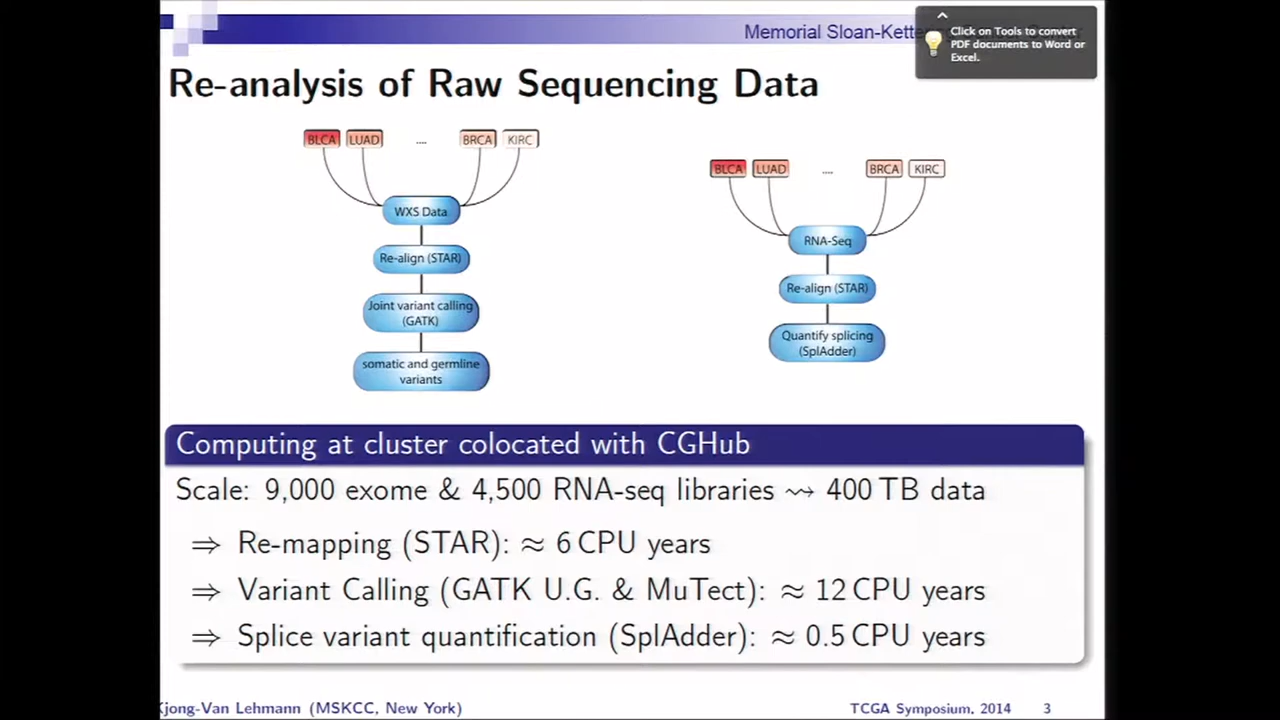 Memorial Sloan-Kette
Click on Tools to convert
PDF documents to Word or
Excel.
Re-analysis of Raw Sequencing Data
BLCA LUAD .... BRCA KIRC
WXS Data
Re-align (STAR)
Joint variant calling
(GATK)
somatic and germline
variants
BLCA LUAD .... BRCA KIRC
RNA-Seq
Re-align (STAR)
Quantify splicing
(SplAdder)
Computing at cluster colocated with CGHub
Scale: 9,000 exome & 4,500 RNA-seq libraries ⇝ 400 TB data
⇒ Re-mapping (STAR): ≈ 6 CPU years
⇒ Variant Calling (GATK U.G. & MuTect): ≈ 12 CPU years
⇒ Splice variant quantification (SplAdder): ≈ 0.5 CPU years
Kjong-Van Lehmann (MSKCC, New York)
TCGA Symposium, 2014 3